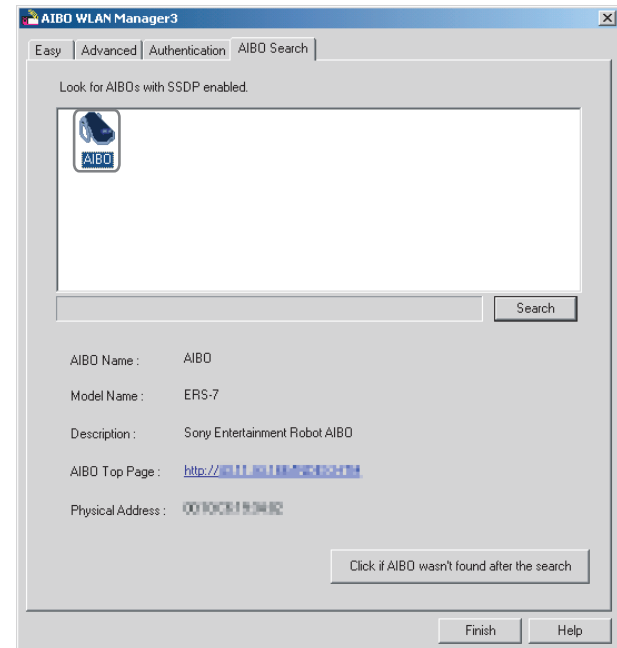 AIBO WLAN Manager3
Easy Advanced Authentication AIBO Search
Look for AIBOs with SSDP enabled.
AIBO
Search
AIBO Name : AIBO
Model Name : ERS-7
Description : Sony Entertainment Robot AIBO
AIBO Top Page : http://
Physical Address :
Click if AIBO wasn't found after the search
Finish Help